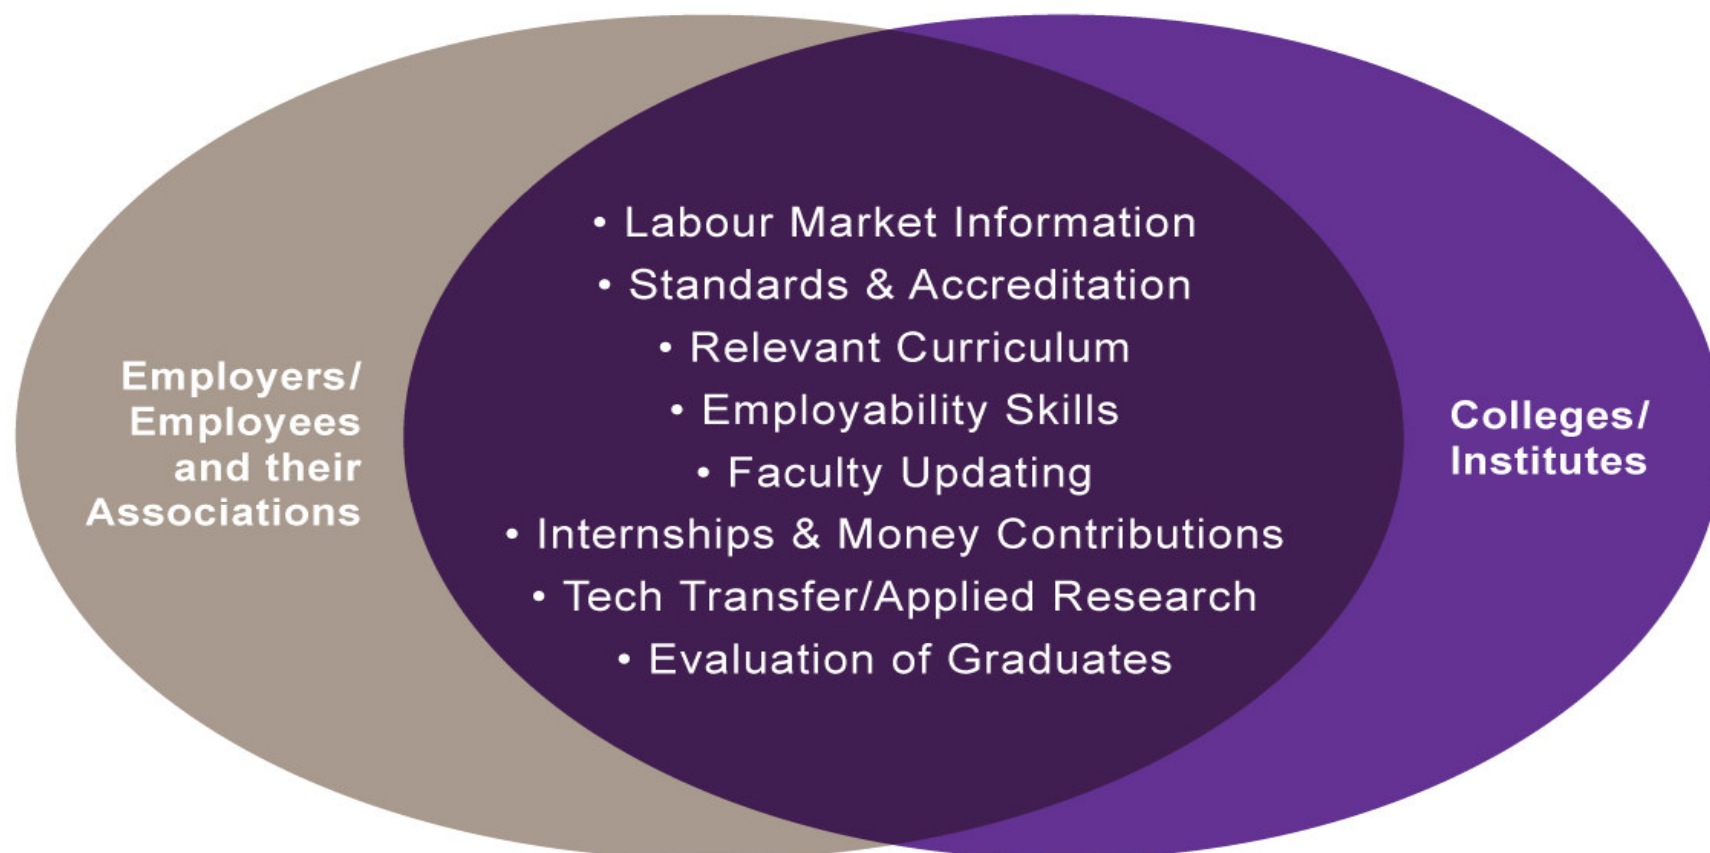 Employers/
Employees
and their
Associations
• Labour Market Information
• Standards & Accreditation
• Relevant Curriculum
• Employability Skills
• Faculty Updating
• Internships & Money Contributions
• Tech Transfer/Applied Research
• Evaluation of Graduates
Colleges/
Institutes